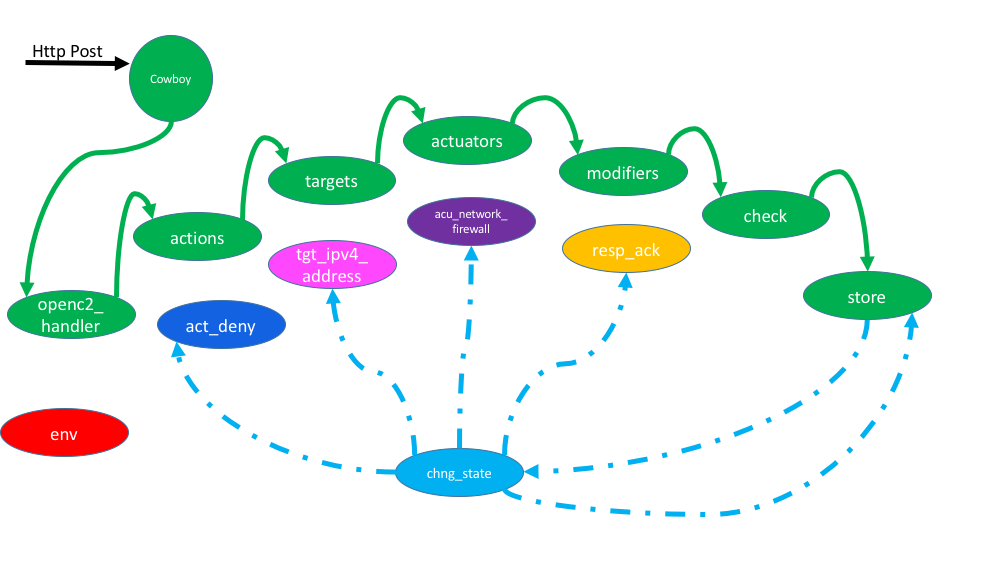 Http Post
Cowboy
actuators
modifiers
targets
check
actions
acu_network_
firewall
resp_ack
tgt_ipv4_
address
store
openc2_
handler
act_deny
env
chng_state